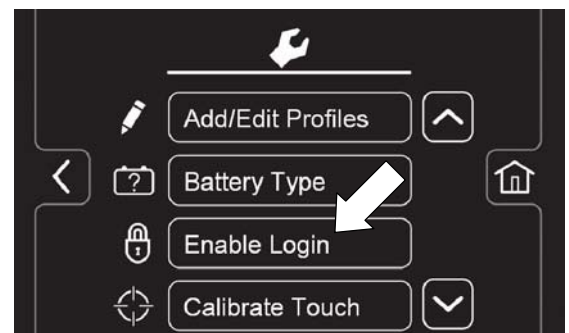 Add/Edit Profiles
Battery Type
Enable Login
Calibrate Touch